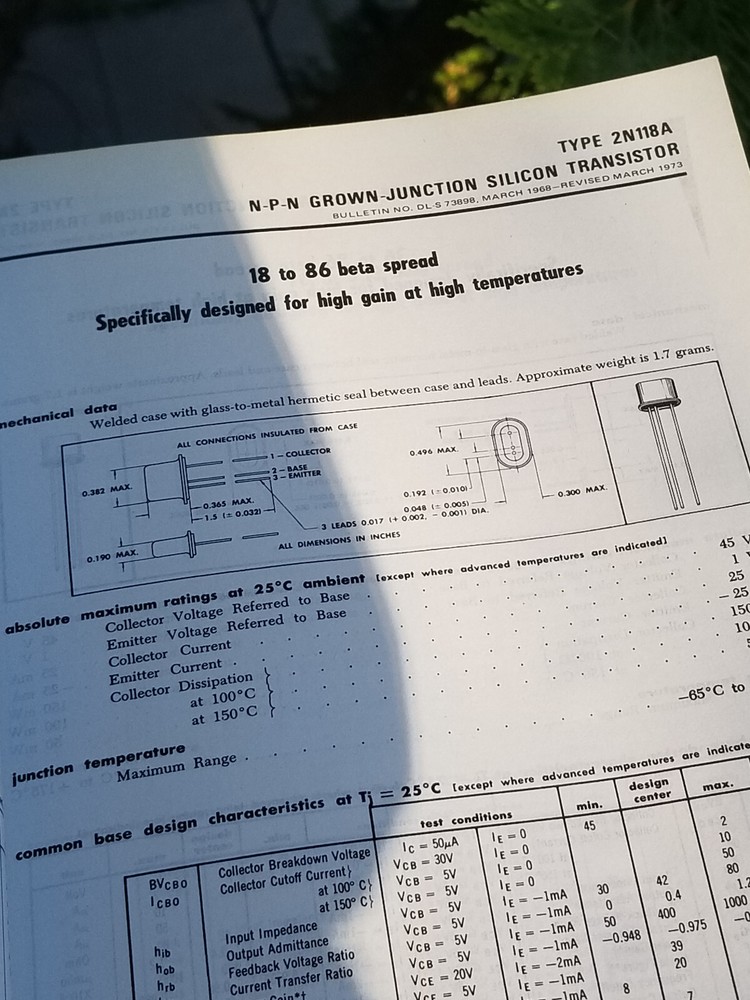 TYPE 2N118A
N-P-N GROWN-JUNCTION SILICON TRANSISTOR
BULLETIN NO. DL-S 73898, MARCH 1968—REVISED MARCH 1973
18 to 86 beta spread
Specifically designed for high gain at high temperatures
mechanical data
Welded case with glass-to-metal hermetic seal between case and leads. Approximate weight is 1.7 grams.
ALL CONNECTIONS INSULATED FROM CASE
1 — COLLECTOR
2 — BASE
3 — EMITTER
0.382 MAX.
0.365 MAX.
1.5 (± 0.032)
0.190 MAX.
3 LEADS 0.017 (+ 0.002, − 0.001) DIA.
ALL DIMENSIONS IN INCHES
0.496 MAX.
0.192 (±0.010)
0.048 (± 0.005)
0.300 MAX.
absolute maximum ratings at 25°C ambient [except where advanced temperatures are indicated]
Collector Voltage Referred to Base . . . 45 V
Emitter Voltage Referred to Base . . . 1
Collector Current . . . 25
Emitter Current . . . − 25
Collector Dissipation . . . 150
at 100°C
at 150°C
junction temperature
Maximum Range . . . −65°C to
common base design characteristics at Tj = 25°C [except where advanced temperatures are
test conditions min. design center max.
BVCBO Collector Breakdown Voltage IC = 50μA IE = 0 45
ICBO Collector Cutoff Current VCB = 30V IE = 0 2
at 100° C VCB = 5V IE = 0 10
at 150° C VCB = 5V IE = 0 50
hib Input Impedance VCB = 5V IE = −1mA 30 42 80
hob Output Admittance VCB = 5V IE = −1mA 0 0.4 1.2
hrb Feedback Voltage Ratio VCB = 5V IE = −1mA 50 400 1000
Current Transfer Ratio VCB = 5V IE = −1mA −0.948 −0.975
VCE = 20V IE = −2mA 39
VCE = 5V IE = −1mA 20
−1mA 8